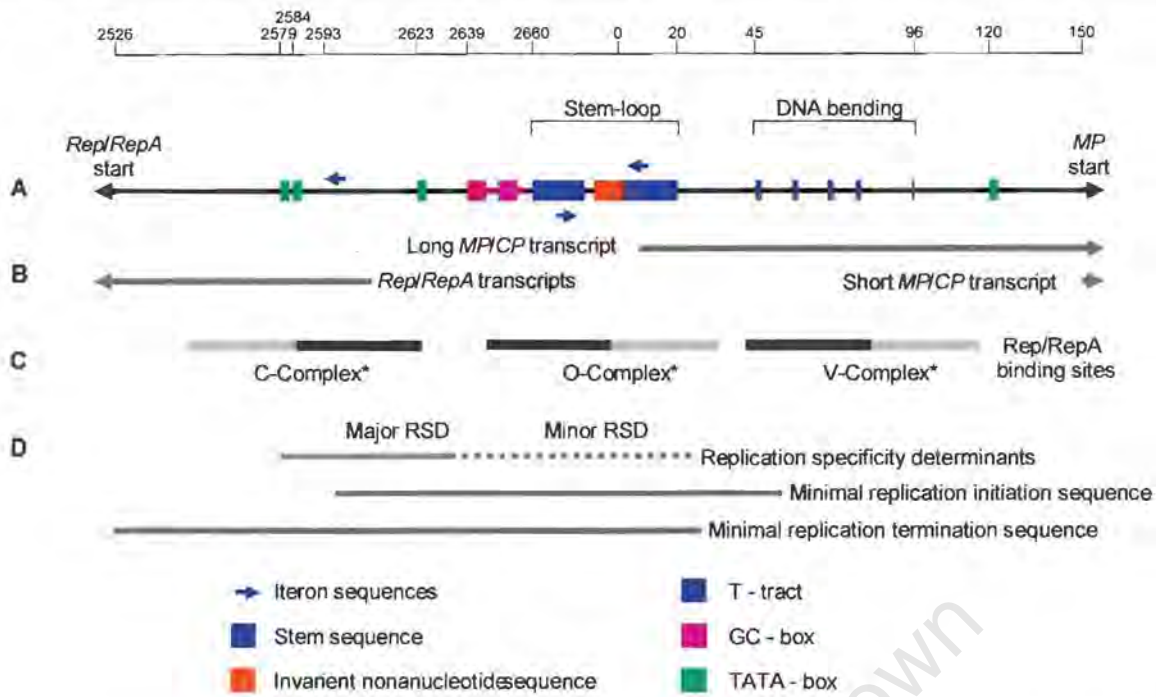 2584
2526 2579 2593 2623 2639 2680 0 20 45 96 120 150
Stem-loop DNA bending
Rep/RepA start
MP start
A
Long MP/CP transcript
B
Rep/RepA transcripts
Short MP/CP transcript
C
C-Complex* O-Complex* V-Complex*
Rep/RepA binding sites
D
Major RSD Minor RSD
Replication specificity determinants
Minimal replication initiation sequence
Minimal replication termination sequence
Iteron sequences
T - tract
Stem sequence
GC - box
Invarient nonanucleotidesequence
TATA - box
own